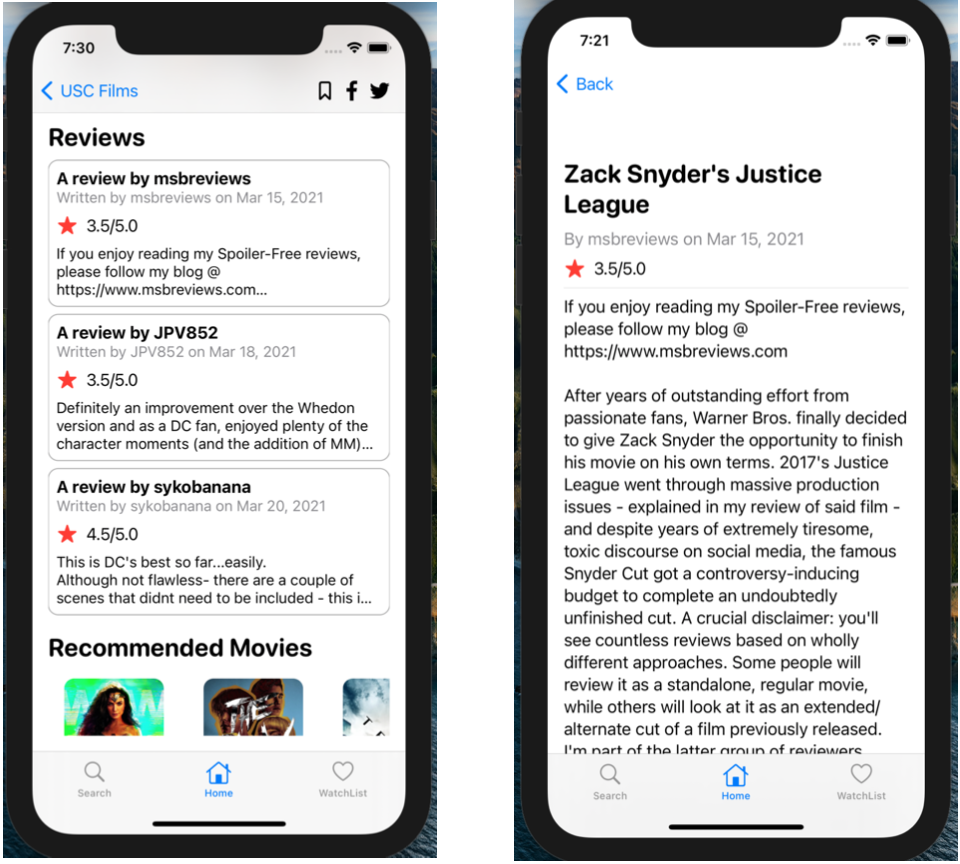 7:30
USC Films
Reviews
A review by msbreviews
Written by msbreviews on Mar 15, 2021
3.5/5.0
If you enjoy reading my Spoiler-Free reviews,
please follow my blog @
https://www.msbreviews.com...
A review by JPV852
Written by JPV852 on Mar 18, 2021
3.5/5.0
Definitely an improvement over the Whedon
version and as a DC fan, enjoyed plenty of the
character moments (and the addition of MM)...
A review by sykobanana
Written by sykobanana on Mar 20, 2021
4.5/5.0
This is DC's best so far...easily.
Although not flawless- there are a couple of
scenes that didnt need to be included - this i...
Recommended Movies
Search
Home
WatchList
7:21
Back
Zack Snyder's Justice
League
By msbreviews on Mar 15, 2021
3.5/5.0
If you enjoy reading my Spoiler-Free reviews,
please follow my blog @
https://www.msbreviews.com
After years of outstanding effort from
passionate fans, Warner Bros. finally decided
to give Zack Snyder the opportunity to finish
his movie on his own terms. 2017's Justice
League went through massive production
issues - explained in my review of said film -
and despite years of extremely tiresome,
toxic discourse on social media, the famous
Snyder Cut got a controversy-inducing
budget to complete an undoubtedly
unfinished cut. A crucial disclaimer: you'll
see countless reviews based on wholly
different approaches. Some people will
review it as a standalone, regular movie,
while others will look at it as an extended/
alternate cut of a film previously released.
I'm part of the latter group of reviewers
Search
Home
WatchList